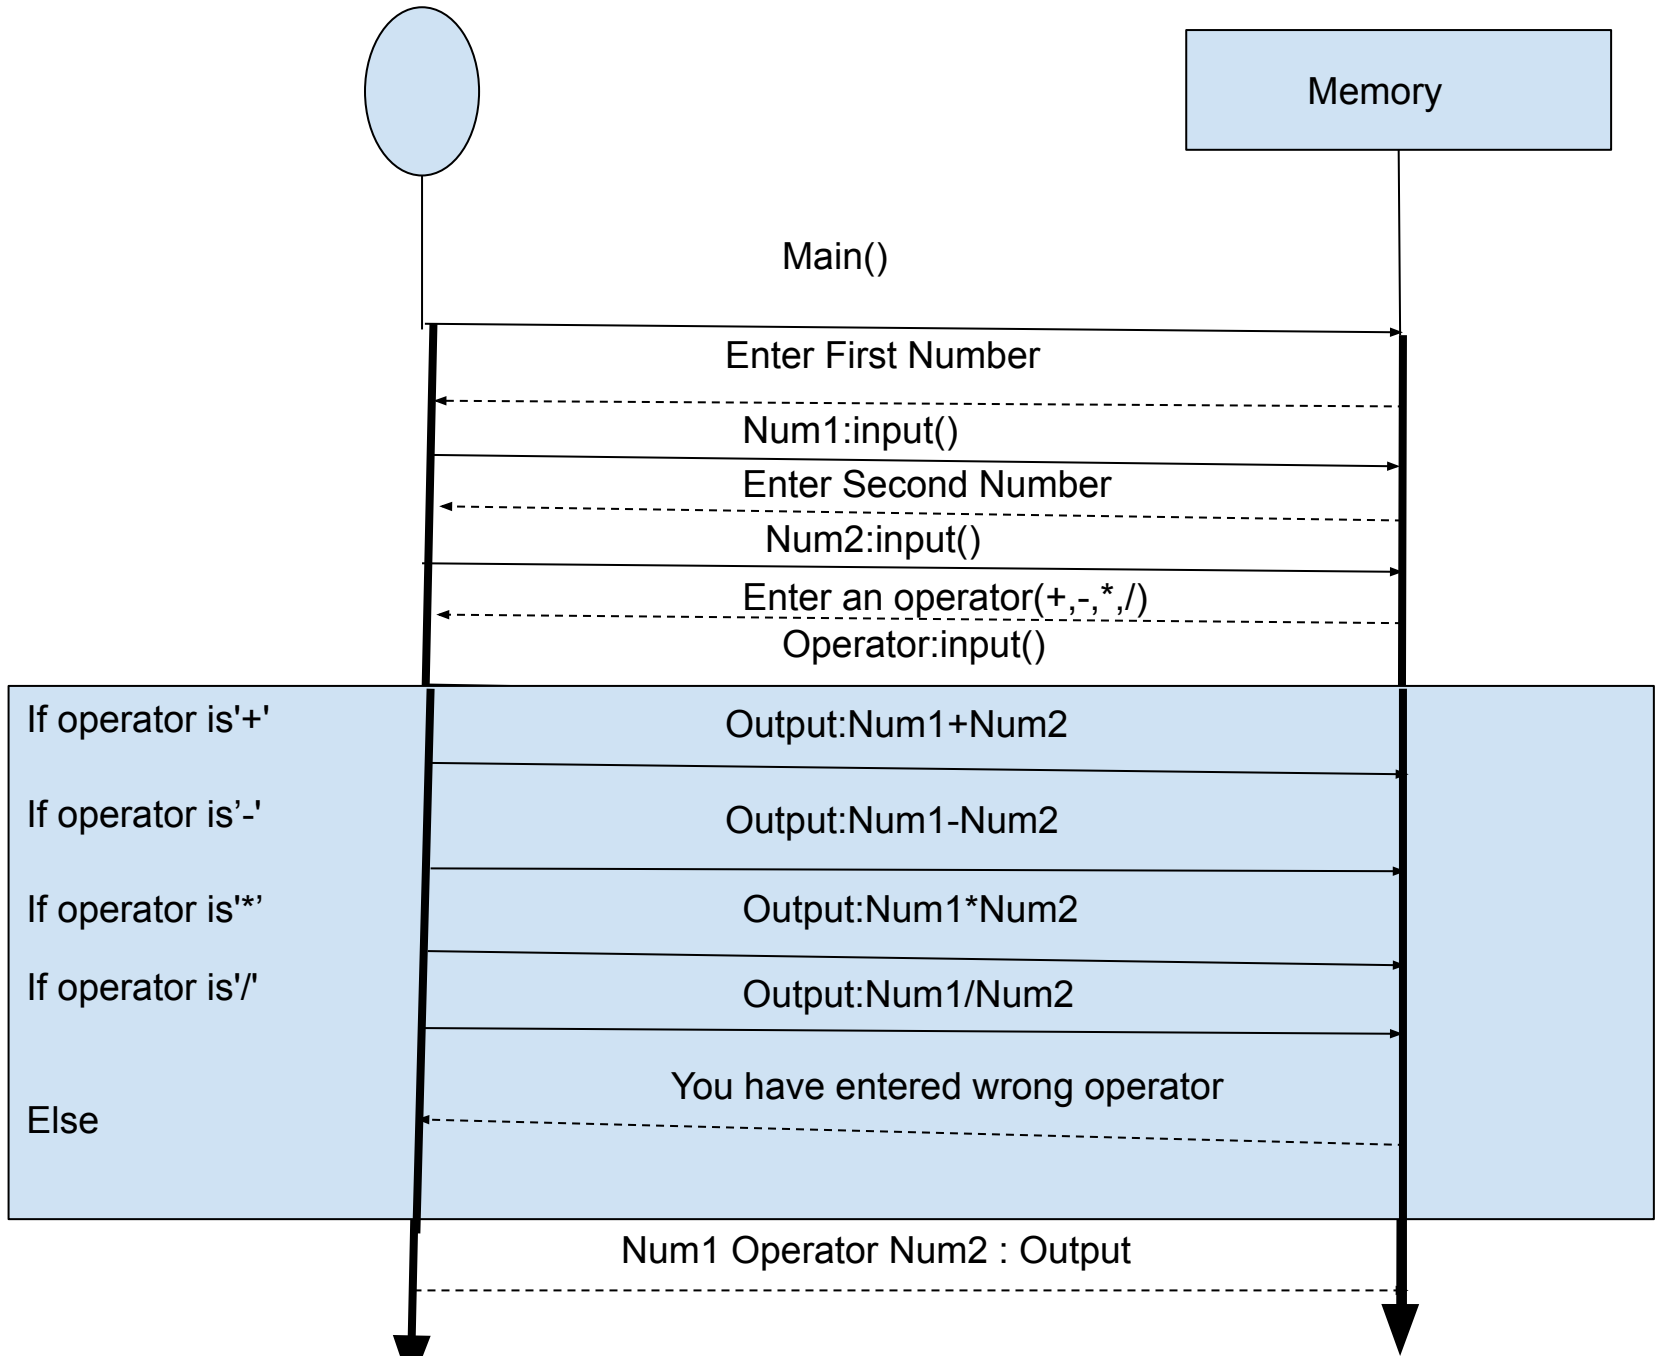 Memory
Main()
Enter First Number
Num1:input()
Enter Second Number
Num2:input()
Enter an operator(+,-,*,/)
Operator:input()
If operator is'+'
Output:Num1+Num2
If operator is’-'
Output:Num1-Num2
If operator is'*’
Output:Num1*Num2
If operator is'/'
Output:Num1/Num2
You have entered wrong operator
Else
Num1 Operator Num2 : Output